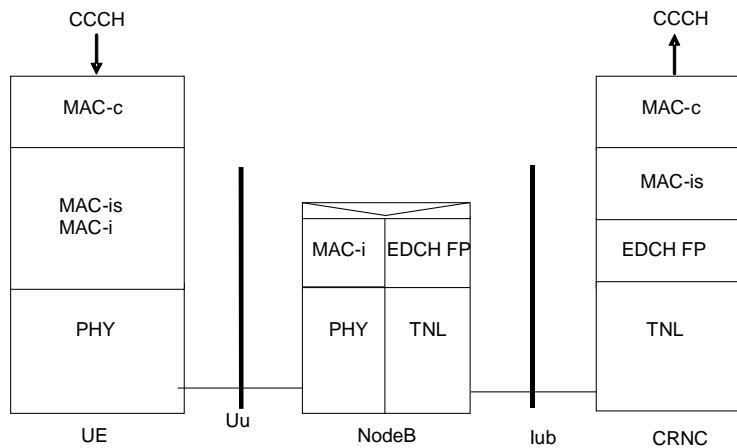 CCCH
CCCH
MAC-c
MAC-c
MAC-is
MAC-i
MAC-is
MAC-i
EDCH FP
EDCH FP
PHY
PHY
TNL
TNL
Uu
Iub
UE
NodeB
CRNC